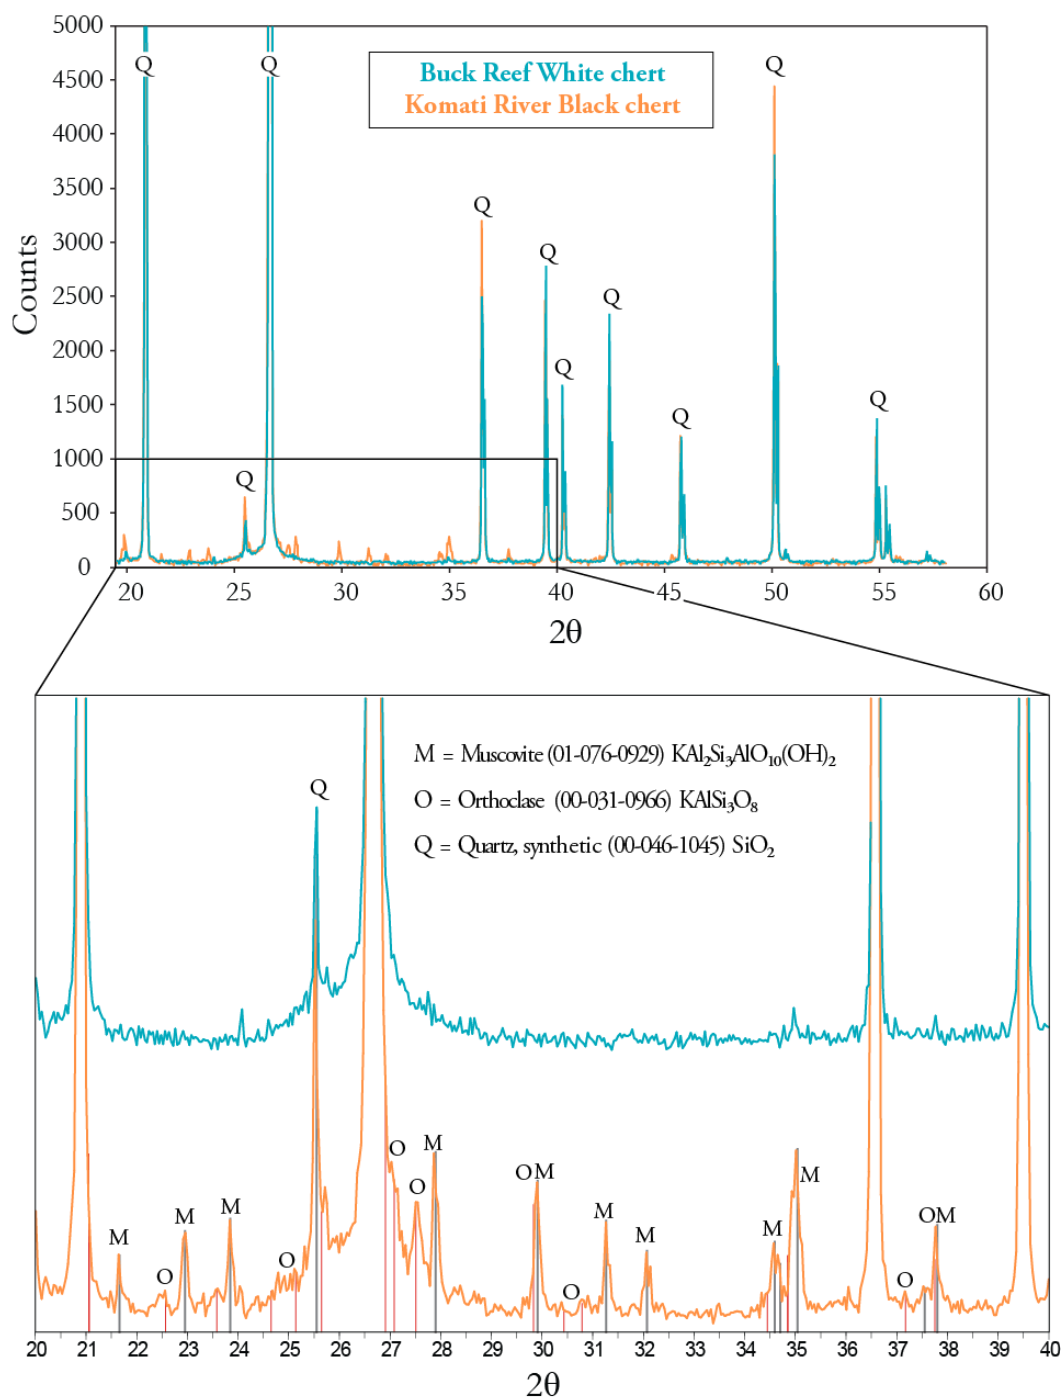 5000
Q Q Q
4500
Buck Reef White chert
Komati River Black chert
4000
3500
Q
3000
Q
Counts
2500
Q
2000
Q
1500
Q Q
1000
Q
500
0
20 25 30 35 40 45 50 55 60
2θ
M = Muscovite (01-076-0929) KAl₂Si₃AlO₁₀(OH)₂
Q
O = Orthoclase (00-031-0966) KAlSi₃O₈
Q = Quartz, synthetic (00-046-1045) SiO₂
O M
O O M M
M M M M M
M O M OM
O O O O
20 21 22 23 24 25 26 27 28 29 30 31 32 33 34 35 36 37 38 39 40
2θ